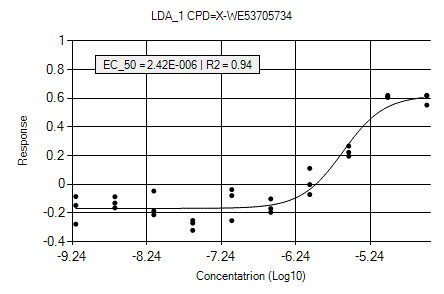 LDA_1 CPD=X-WE53705734
EC_50 = 2.42E-006 | R2 = 0.94
Response
1
0.8
0.6
0.4
0.2
0
-0.2
-0.4
-9.24 -8.24 -7.24 -6.24 -5.24
Concentatrion (Log10)